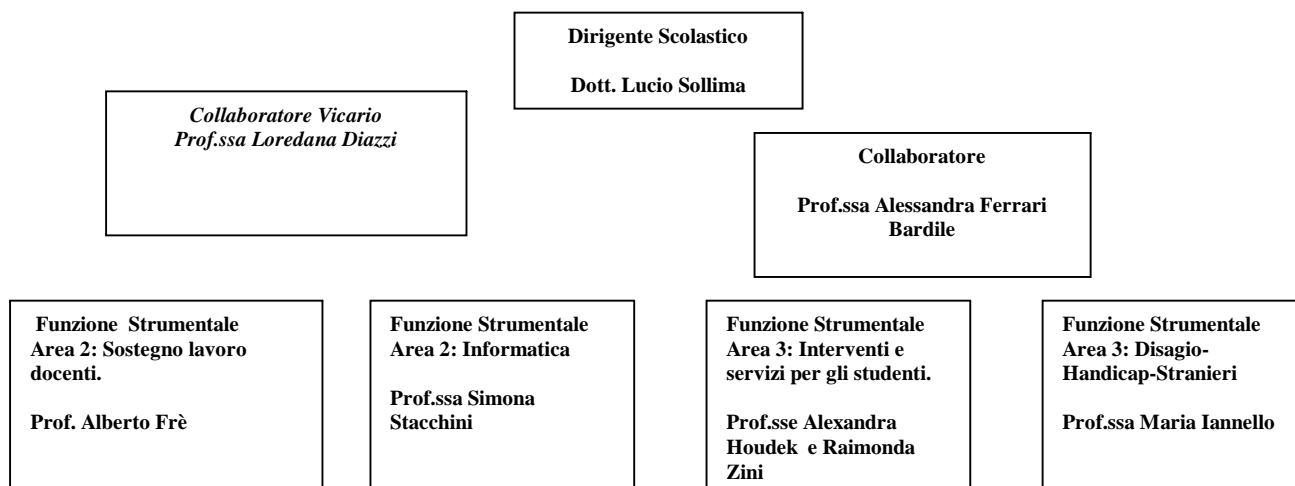 Dirigente Scolastico
Dott. Lucio Sollima
Collaboratore Vicario
Prof.ssa Loredana Diazzi
Collaboratore
Prof.ssa Alessandra Ferrari
Bardile
Funzione Strumentale
Area 2: Sostegno lavoro
docenti.
Prof. Alberto Frè
Funzione Strumentale
Area 2: Informatica
Prof.ssa Simona
Stacchini
Funzione Strumentale
Area 3: Interventi e
servizi per gli studenti.
Prof.sse Alexandra
Houdek e Raimonda
Zini
Funzione Strumentale
Area 3: Disagio-
Handicap-Stranieri
Prof.ssa Maria Iannello